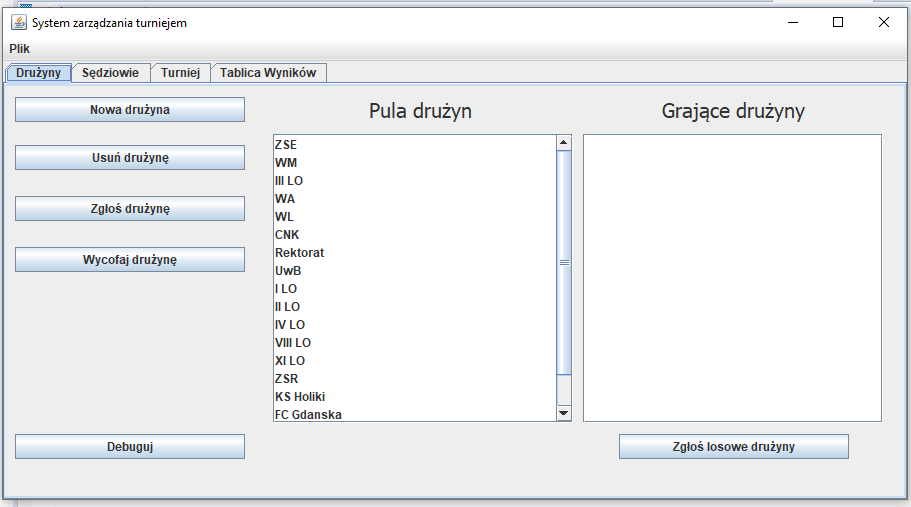 System zarządzania turniejem
Plik
Drużyny Sędziowie Turniej Tablica Wyników
Nowa drużyna
Usuń drużynę
Zgłoś drużynę
Wycofaj drużynę
Debuguj
Pula drużyn
ZSE
WM
III LO
WA
WL
CNK
Rektorat
UwB
I LO
II LO
IV LO
VIII LO
XI LO
ZSR
KS Holiki
FC Gdanska
Grające drużyny
Zgłoś losowe drużyny